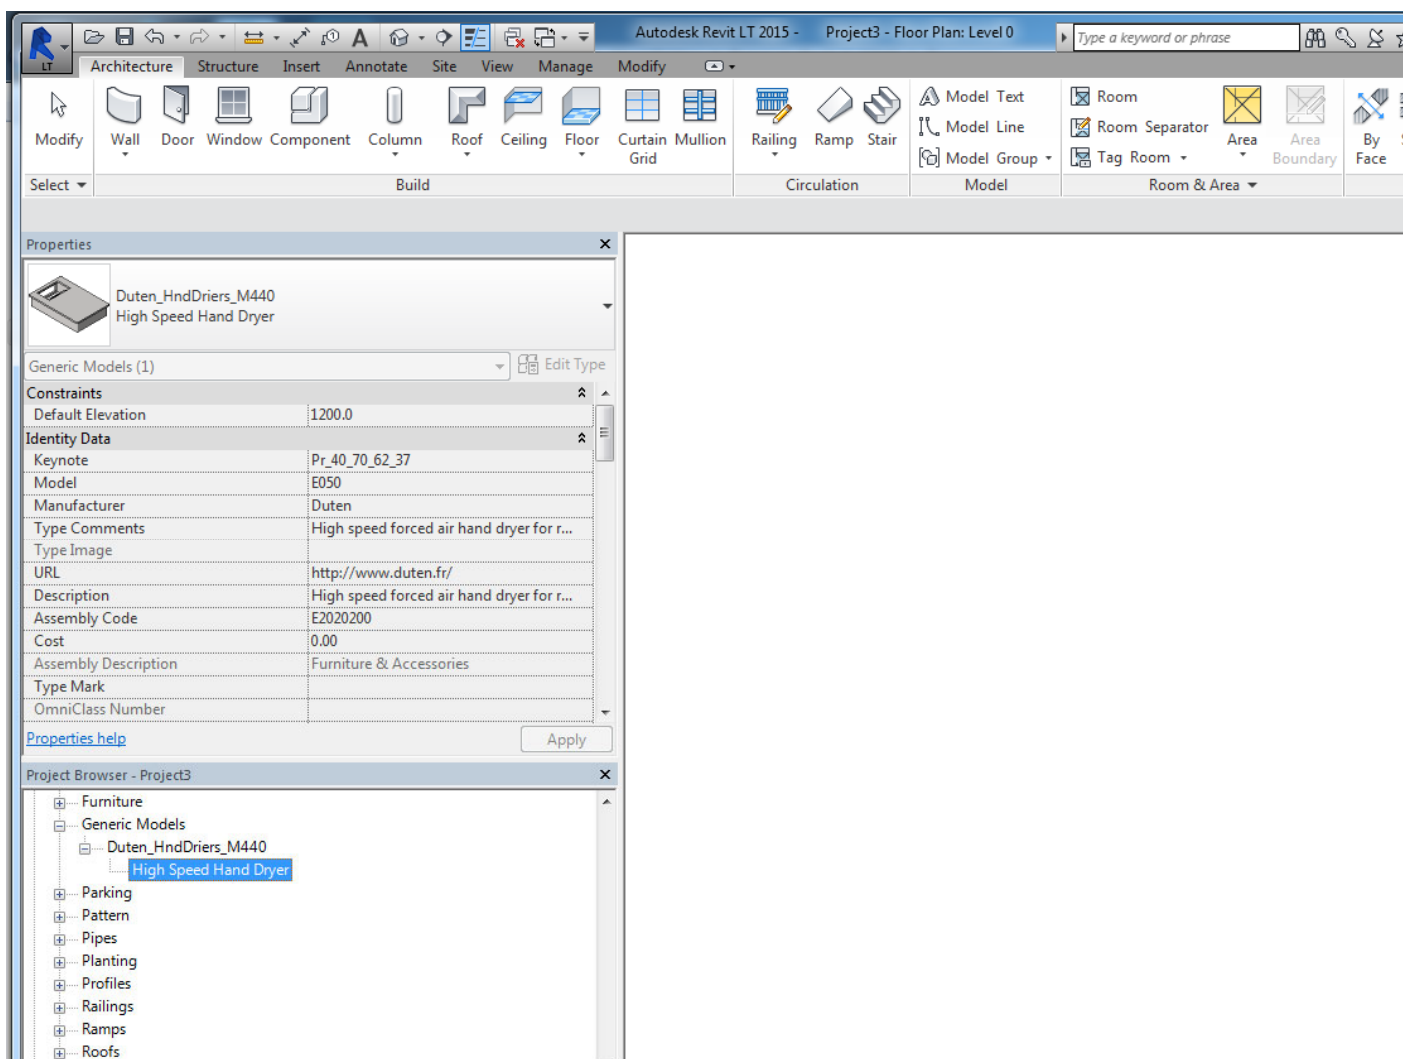 Autodesk Revit LT 2015 -    Project3 - Floor Plan: Level 0
Type a keyword or phrase
LT
A
Architecture Structure Insert Annotate Site View Manage Modify
Modify
Wall
Door
Window
Component
Column
Roof
Ceiling
Floor
Curtain Grid
Mullion
Railing
Ramp
Stair
Model Text
Model Line
Model Group
Room
Room Separator
Tag Room
Area
Area Boundary
By Face
Select
Build
Circulation
Model
Room & Area
Properties
Duten_HndDriers_M440
High Speed Hand Dryer
Generic Models (1)
Edit Type
Constraints
Default Elevation 1200.0
Identity Data
Keynote Pr_40_70_62_37
Model E050
Manufacturer Duten
Type Comments High speed forced air hand dryer for r...
Type Image
URL http://www.duten.fr/
Description High speed forced air hand dryer for r...
Assembly Code E2020200
Cost 0.00
Assembly Description Furniture & Accessories
Type Mark
OmniClass Number
Properties help
Apply
Project Browser - Project3
Furniture
Generic Models
Duten_HndDriers_M440
High Speed Hand Dryer
Parking
Pattern
Pipes
Planting
Profiles
Railings
Ramps
Roofs